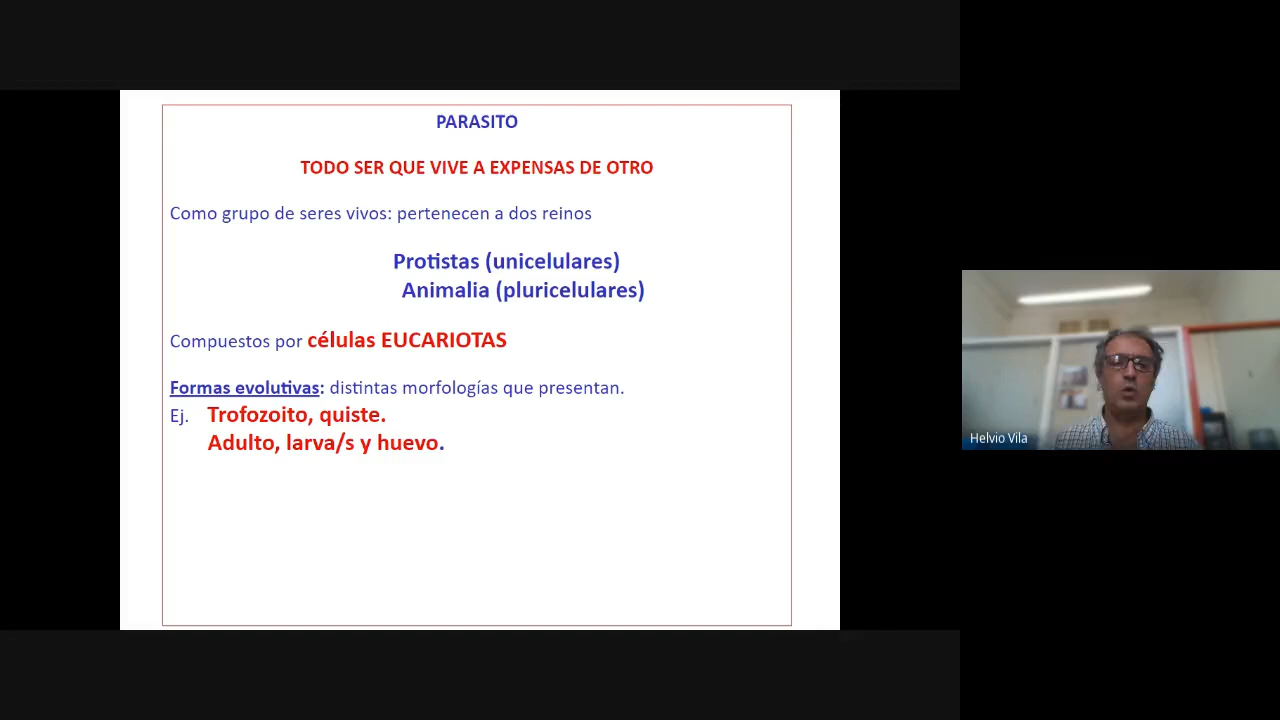 PARASITO
TODO SER QUE VIVE A EXPENSAS DE OTRO
Como grupo de seres vivos: pertenecen a dos reinos
Protistas (unicelulares)
Animalia (pluricelulares)
Compuestos por células EUCARIOTAS
Formas evolutivas: distintas morfologías que presentan.
Ej. Trofozoito, quiste.
Adulto, larva/s y huevo.
Helvio Vila